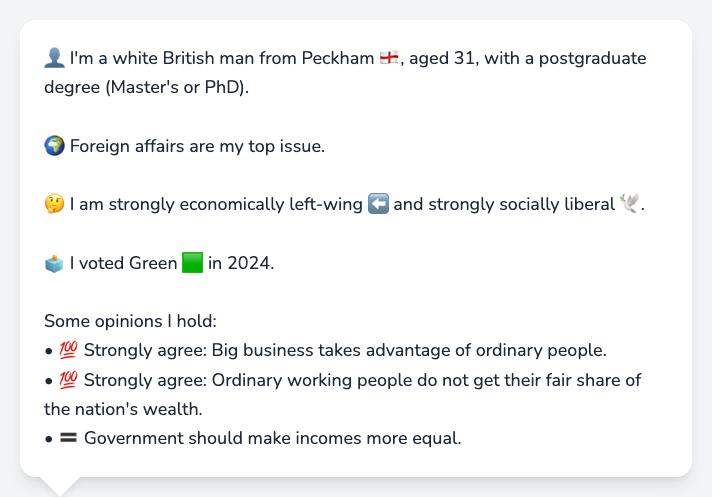 👤 I'm a white British man from Peckham 🏴󠁧󠁢󠁥󠁮󠁧󠁿, aged 31, with a postgraduate
degree (Master's or PhD).
🌍 Foreign affairs are my top issue.
🤔 I am strongly economically left-wing ⬅️ and strongly socially liberal 🕊️.
🗳️ I voted Green 🟩 in 2024.
Some opinions I hold:
• 💯 Strongly agree: Big business takes advantage of ordinary people.
• 💯 Strongly agree: Ordinary working people do not get their fair share of
the nation's wealth.
• 🟰 Government should make incomes more equal.